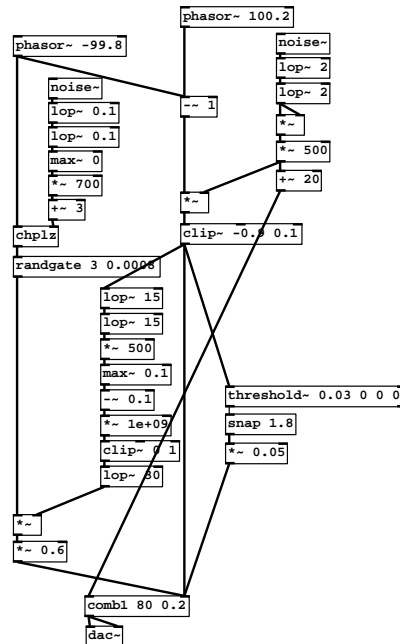 phasor~ 100.2
phasor~ -99.8
noise~
lop~ 2
lop~ 2
noise~
lop~ 0.1
-~ 1
lop~ 0.1
*~
max~ 0
*~ 500
*~ 700
+~ 20
+~ 3
*~
chplz
clip~ -0.9 0.1
randgate 3 0.0008
lop~ 15
lop~ 15
*~ 500
max~ 0.1
threshold~ 0.03 0 0 0
-~ 0.1
snap 1.8
*~ 1e+09
clip~ 0 1
*~ 0.05
lop~ 80
*~
*~ 0.6
comb1 80 0.2
dac~